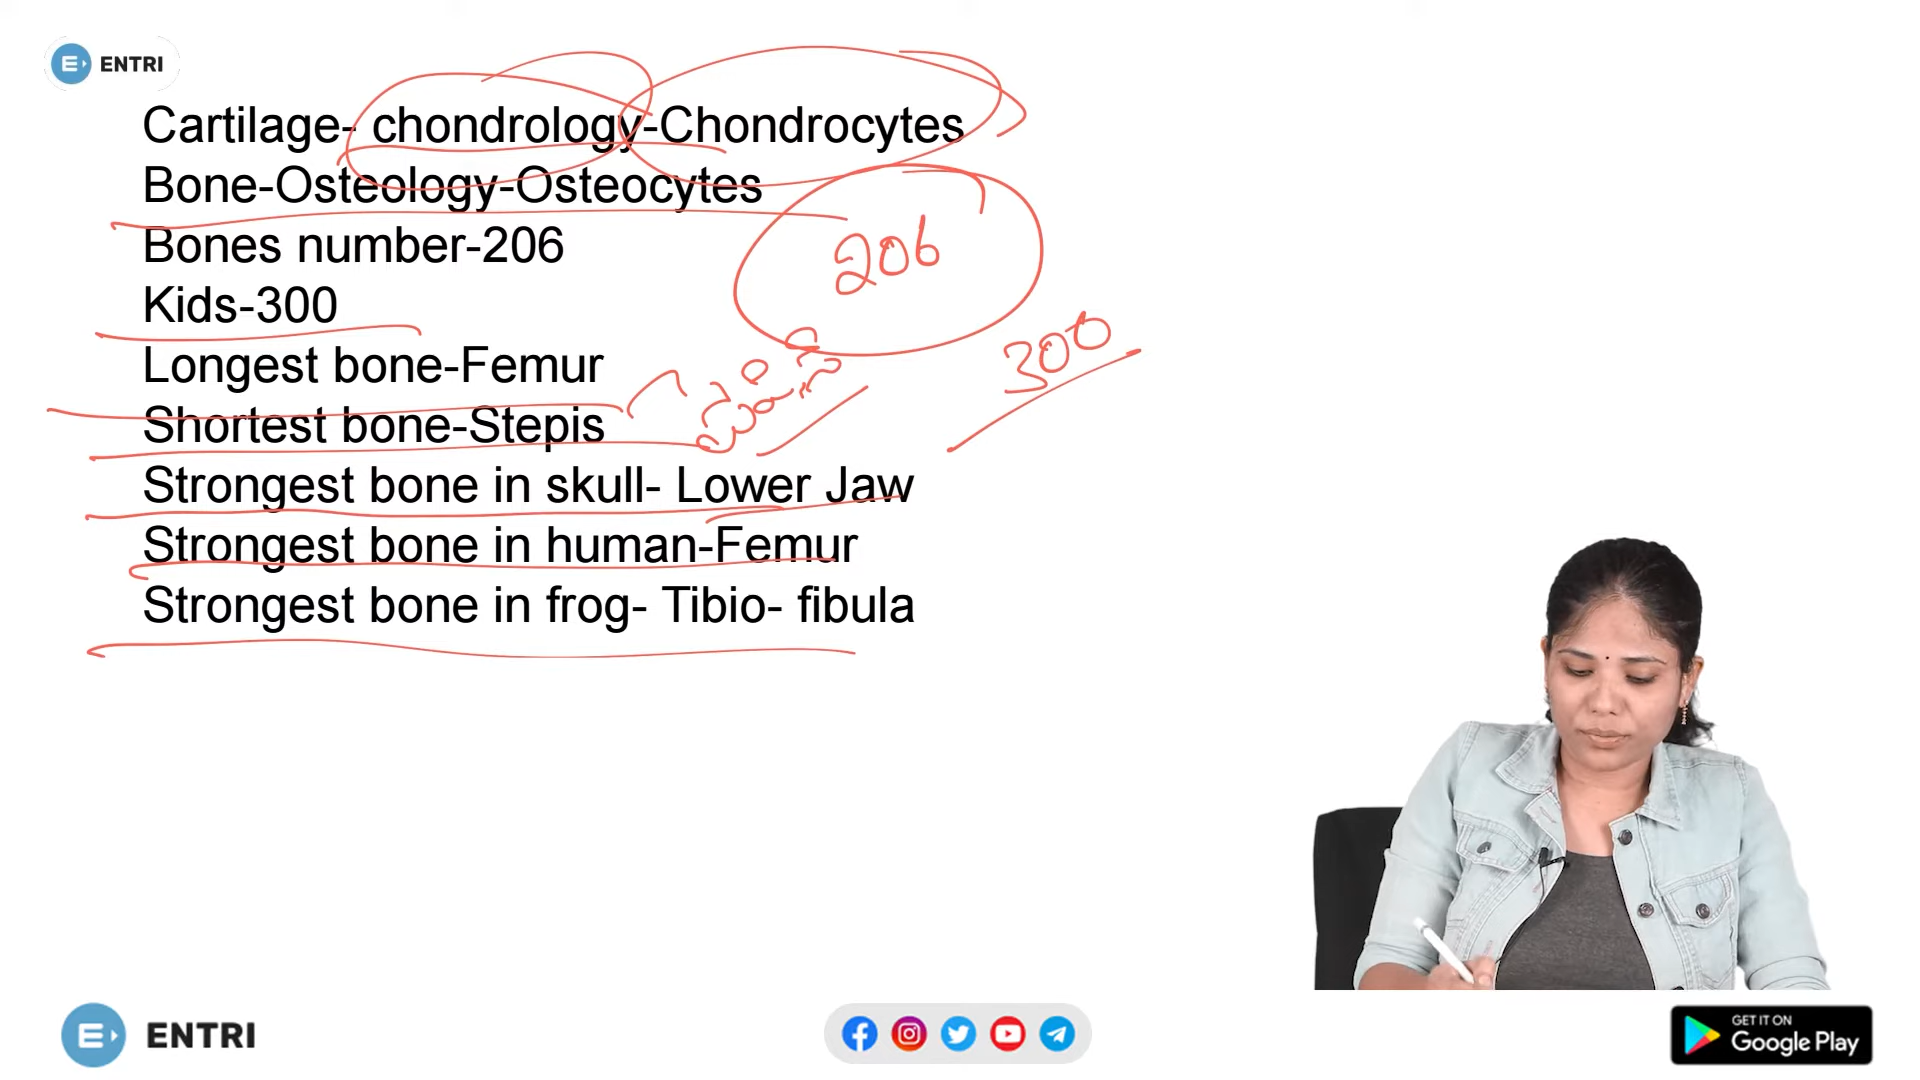 ENTRI
Cartilage- chondrology-Chondrocytes
Bone-Osteology-Osteocytes
Bones number-206
206
Kids-300
300
Longest bone-Femur
Shortest bone-Stepis
Strongest bone in skull- Lower Jaw
Strongest bone in human-Femur
Strongest bone in frog- Tibio- fibula
ENTRI
GET IT ON
Google Play